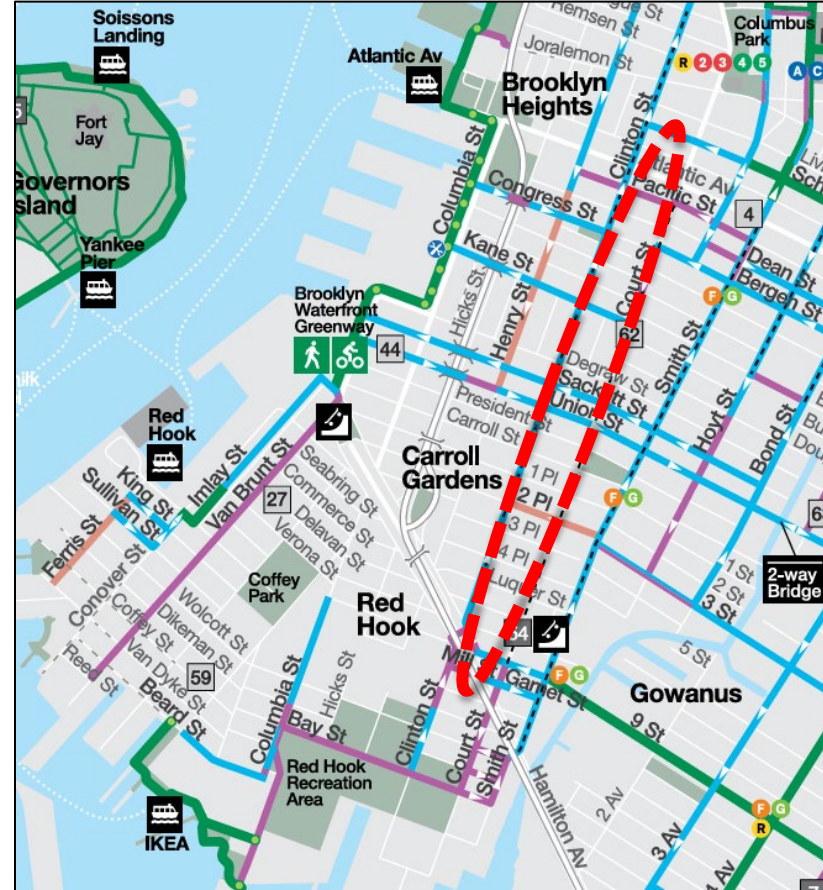 Soissons
Landing
Fort
Jay
Governors
Island
Yankee
Pier
Atlantic Av
Remsen St
Joralemon St
Brooklyn
Heights
Columbus
Park
R 2 3 4 5
A C
Clinton St
Columbia St
Congress St
Kane St
Atlantic Av
Pacific St
4
Dean St
Bergen St
Hicks St
Henry St
Court St
62
Smith St
F G
Brooklyn
Waterfront
Greenway
44
Degraw St
Sackett St
Union St
President St
Carroll St
Hoyt St
Bond St
Red
Hook
King St
Sullivan St
Imlay St
Van Brunt St
Ferris St
27
Seabring St
Commerce St
Delavan St
Verona St
Carroll
Gardens
1 Pl
2 Pl
3 Pl
4 Pl
Luquer St
F G
1 St
2 St
3 St
2-way
Bridge
5 St
Conover St
Coffey St
Reed St
Wolcott St
Dikeman St
Van Dyke St
Beard St
59
Coffey
Park
Red
Hook
Columbia St
Hicks St
Mill St
Garnet St
F G
Gowanus
9 St
Bay St
Clinton St
Court St
Smith St
Red Hook
Recreation
Area
Hamilton Av
2 Av
3 Av
F G
R
IKEA